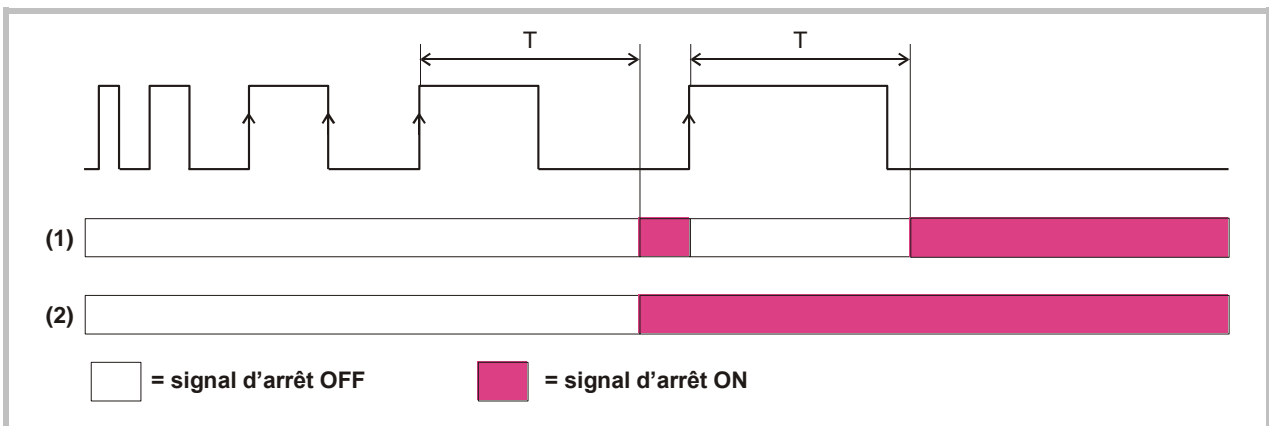 T T
(1)
(2)
= signal d'arrêt OFF = signal d'arrêt ON